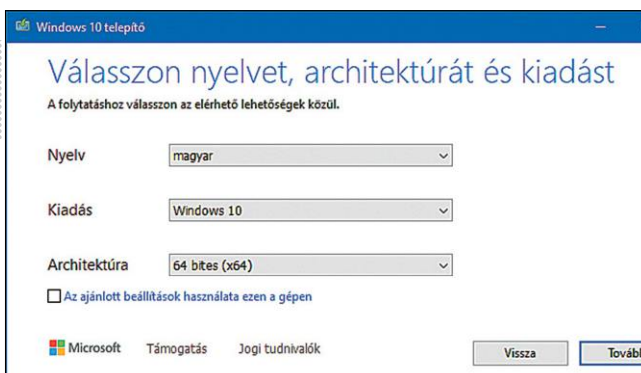 Windows 10 telepítő
Válasszon nyelvet, architektúrát és kiadást
A folytatáshoz válasszon az elérhető lehetőségek közül.
Nyelv magyar
Kiadás Windows 10
Architektúra 64 bites (x64)
Az ajánlott beállítások használata ezen a gépen
Microsoft Támogatás Jogi tudnivalók Vissza Továb